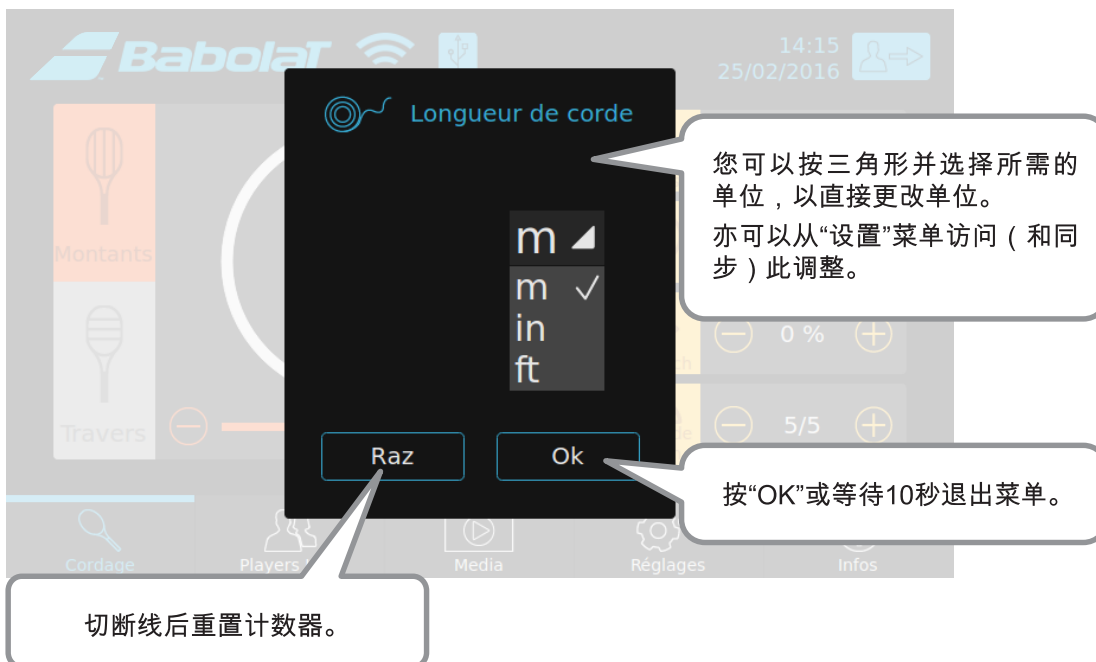 BabolaT
14:15
25/02/2016
Longueur de corde
您可以按三角形并选择所需的
单位，以直接更改单位。
亦可以从“设置”菜单访问（和同
步）此调整。
Montants
m
m
in
ft
0 %
ch
Travers
5/5
de
Raz
Ok
按“OK”或等待10秒退出菜单。
Cordage
Players
Media
Réglages
Infos
切断线后重置计数器。